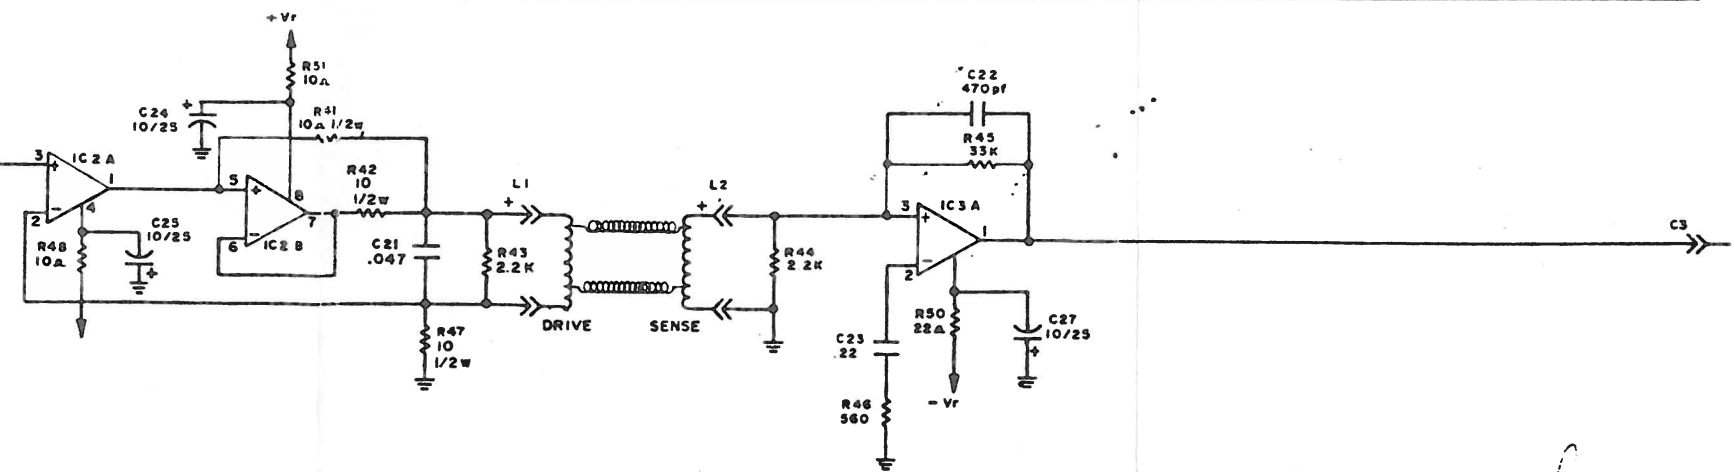 + Vr
R51
10Ω
C24
10/25
+
R41
10Ω 1/2w
IC2A
3
+
1
-
2
4
R48
10Ω
C25
10/25
+
5
+
8
7
6
-
IC2B
R42
10
1/2w
C21
.047
R43
2.2K
R47
10
1/2w
L1
+
DRIVE
L2
+
SENSE
R44
2.2K
C22
470pf
R45
33K
3
+
IC3A
1
-
2
C23
.22
R46
560
R50
22Ω
- Vr
C27
10/25
+
C3